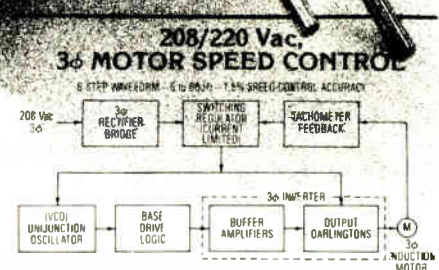 208/220 Vac,
3ϕ MOTOR SPEED CONTROL
6 STEP WAVEFORM - 5 to 60Hz - 1.5% SPEED CONTROL ACCURACY
208 Vac
3ϕ
3ϕ
RECTIFIER
BRIDGE
SWITCHING
REGULATOR
(CURRENT
LIMITED)
TACHOMETER
FEEDBACK
3ϕ INVERTER
(VCO)
UNIJUNCTION
OSCILLATOR
BASE
DRIVE
LOGIC
BUFFER
AMPLIFIERS
OUTPUT
DARLINGTONS
M
3ϕ
INDUCTION
MOTOR